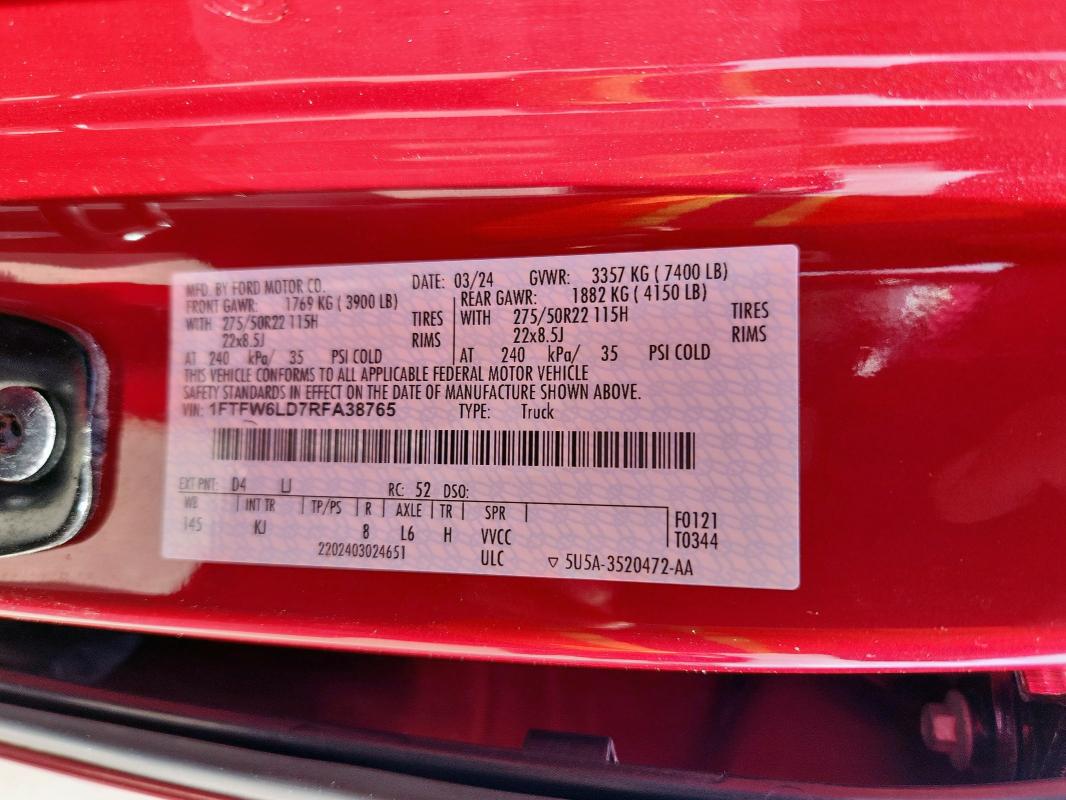 MFD. BY FORD MOTOR CO. DATE: 03/24 GVWR: 3357 KG ( 7400 LB)
FRONT GAWR: 1769 KG ( 3900 LB) REAR GAWR: 1882 KG ( 4150 LB)
WITH 275/50R22 115H TIRES WITH 275/50R22 115H TIRES
22x8.5J RIMS 22x8.5J RIMS
AT 240 kPa/ 35 PSI COLD AT 240 kPa/ 35 PSI COLD
THIS VEHICLE CONFORMS TO ALL APPLICABLE FEDERAL MOTOR VEHICLE
SAFETY STANDARDS IN EFFECT ON THE DATE OF MANUFACTURE SHOWN ABOVE.
VIN: 1FTFW6LD7RFA38765 TYPE: Truck
EXT PNT: D4 LJ RC: 52 DSO:
WB INT TR TP/PS R AXLE TR SPR F0121
145 KJ 8 L6 H VVCC T0344
2202403024651 ULC ▽ 5U5A-3520472-AA